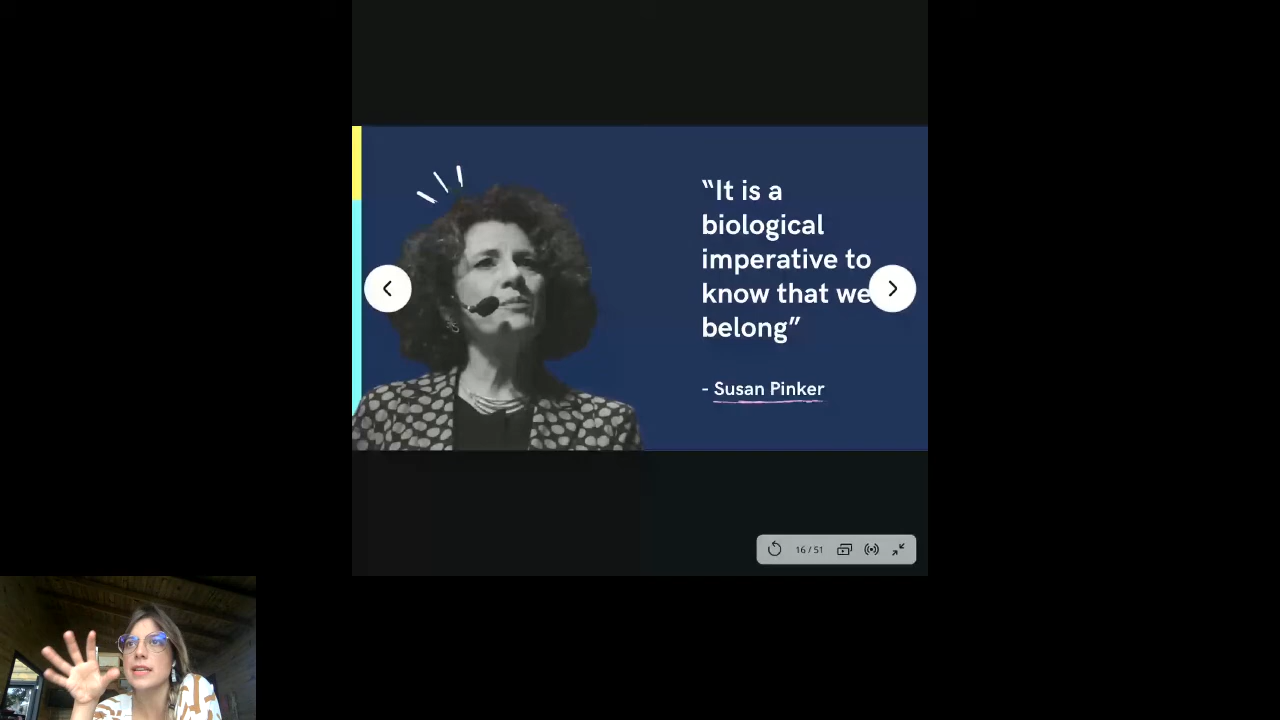 “It is a
biological
imperative to
know that we
belong”
- Susan Pinker
16 / 51